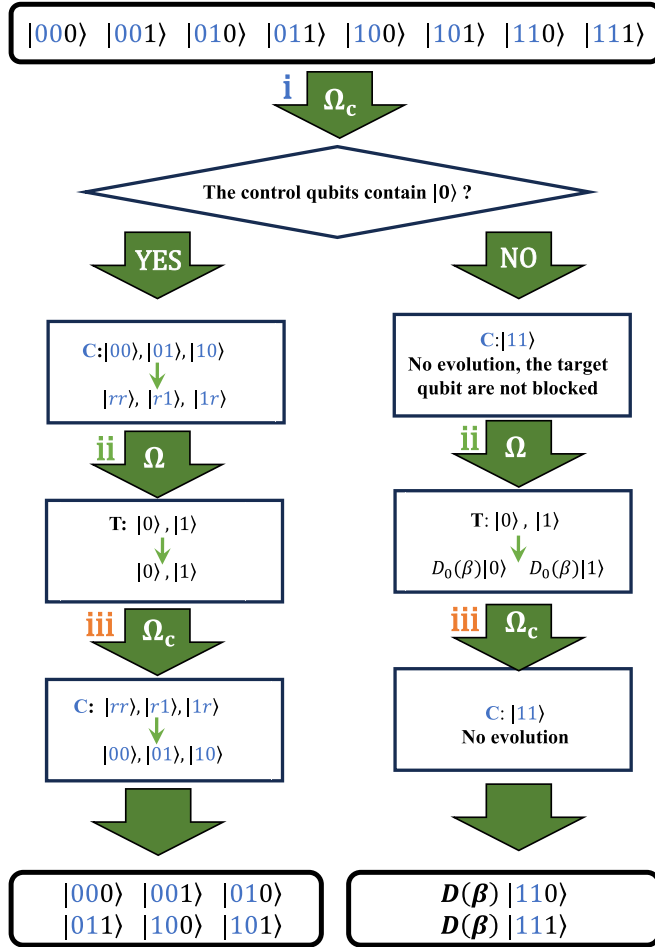 |000⟩ |001⟩ |010⟩ |011⟩ |100⟩ |101⟩ |110⟩ |111⟩
i
Ω_c
The control qubits contain |0⟩ ?
YES
NO
C:|00⟩,|01⟩,|10⟩
|rr⟩, |r1⟩, |1r⟩
C:|11⟩
No evolution, the target
qubit are not blocked
ii
Ω
ii
Ω
T: |0⟩ , |1⟩
|0⟩ , |1⟩
T: |0⟩ , |1⟩
D₀(β)|0⟩ D₀(β)|1⟩
iii
Ω_c
iii
Ω_c
C: |rr⟩,|r1⟩,|1r⟩
|00⟩,|01⟩,|10⟩
C: |11⟩
No evolution
|000⟩ |001⟩ |010⟩
|011⟩ |100⟩ |101⟩
D(β) |110⟩
D(β) |111⟩